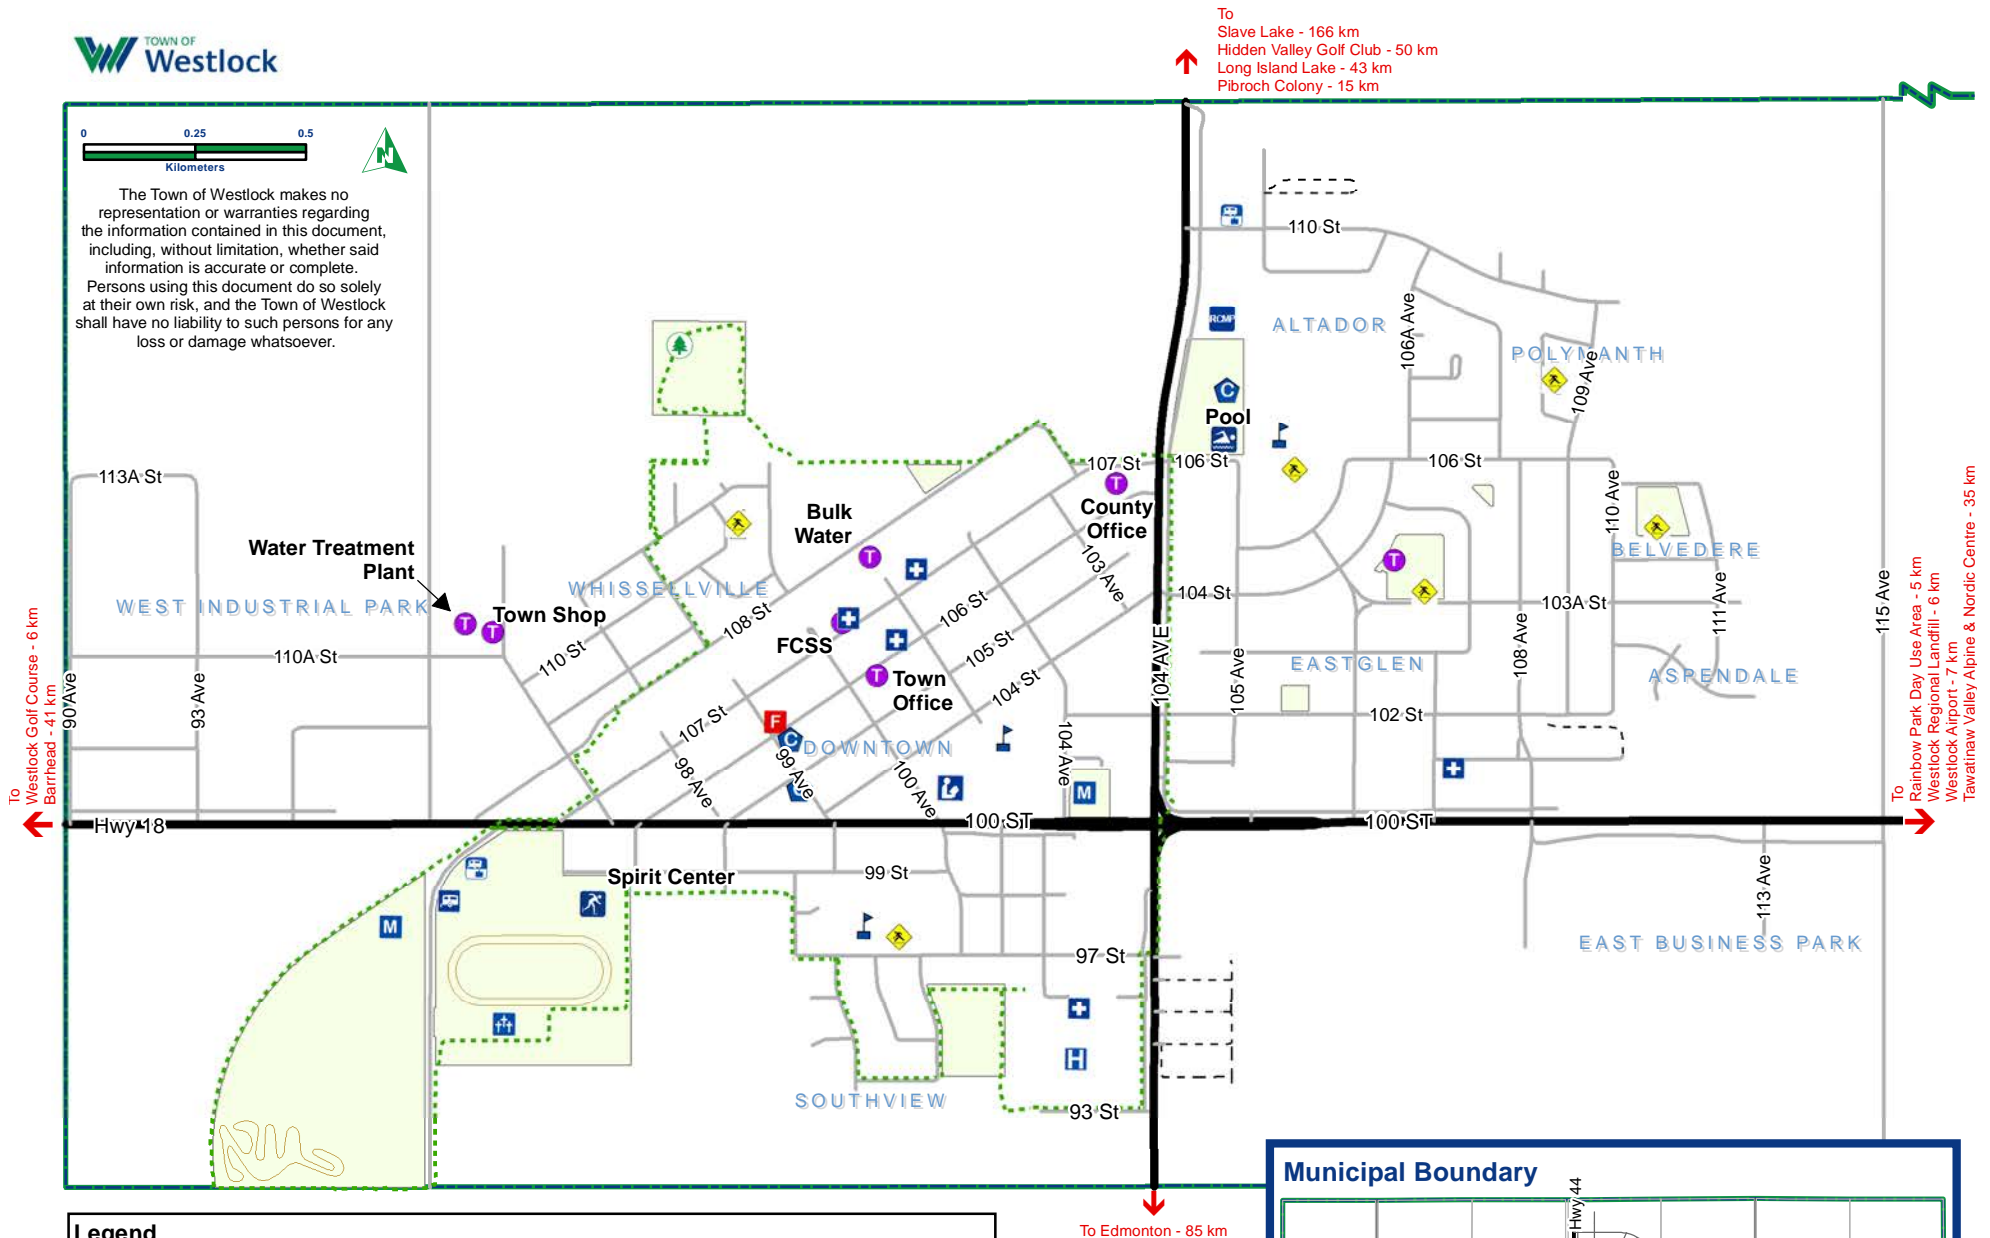 TOWN OF
Westlock
To
Slave Lake - 166 km
Hidden Valley Golf Club - 50 km
Long Island Lake - 43 km
Pibroch Colony - 15 km
0 0.25 0.5
Kilometers
N
The Town of Westlock makes no
representation or warranties regarding
the information contained in this document,
including, without limitation, whether said
information is accurate or complete.
Persons using this document do so solely
at their own risk, and the Town of Westlock
shall have no liability to such persons for any
loss or damage whatsoever.
110 St
RCMP
ALTADOR
106A Ave
POLYMANTH
109 Ave
C
Pool
113A St
107 St
106 St
106 St
T
County
Office
110 Ave
Bulk
Water
T
Water Treatment
Plant
103 Ave
T
BELVEDERE
WHISSELLVILLE
WEST INDUSTRIAL PARK
T
T
Town Shop
108 St
106 St
104 St
103A St
111 Ave
115 Ave
T
FCSS
110 St
110A St
105 St
104 AVE
105 Ave
EASTGLEN
108 Ave
ASPENDALE
T
Town
Office
104 St
90 Ave
93 Ave
107 St
F
C
DOWNTOWN
102 St
98 Ave
99 Ave
C
100 Ave
104 Ave
M
Hwy 18
100 ST
100 ST
To
Westlock Golf Course - 6 km
Barrhead - 41 km
To
Rainbow Park Day Use Area - 5 km
Westlock Regional Landfill - 6 km
Westlock Airport - 7 km
Tawatinaw Valley Alpine & Nordic Centre - 35 km
Spirit Center
99 St
113 Ave
M
97 St
EAST BUSINESS PARK
H
SOUTHVIEW
93 St
Municipal Boundary
Hwy 44
Legend
To Edmonton - 85 km